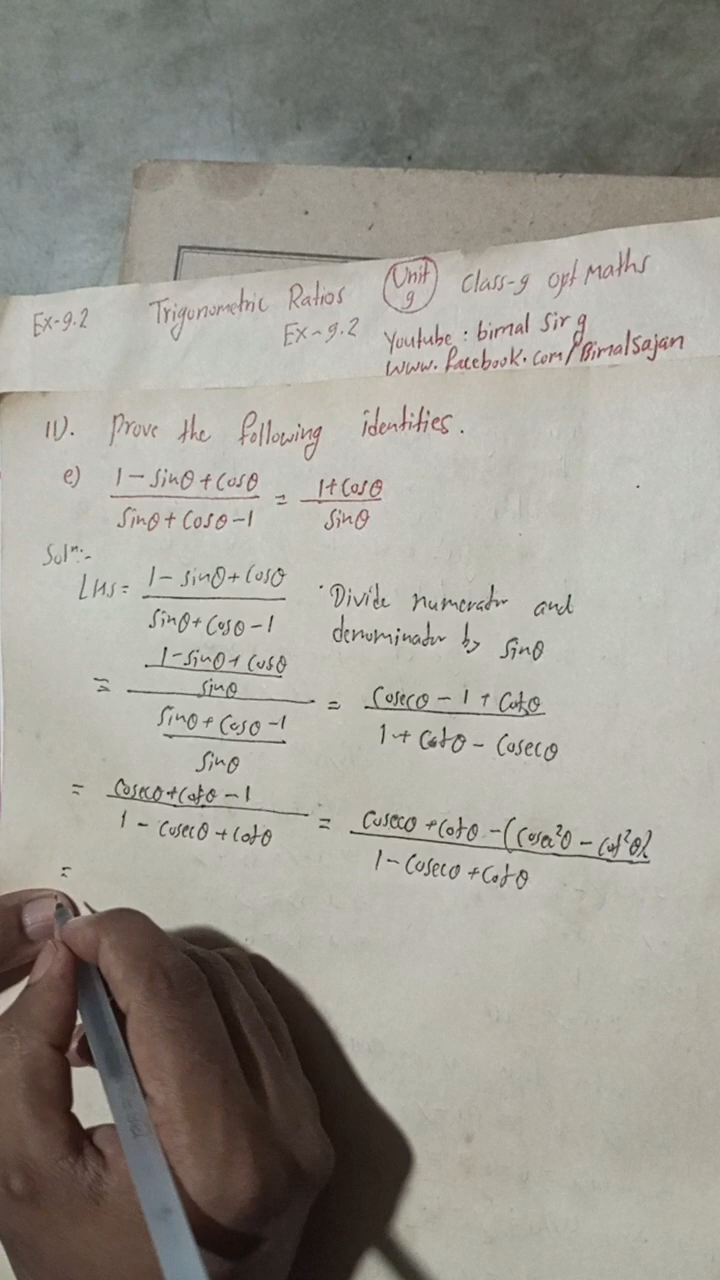 Ex-9.2 Trigonometric Ratios Unit 9 Class-9 opt Maths
Ex-9.2 Youtube : bimal Sir g
www.facebook.com/Bimalsajan
11). Prove the following identities.
e) (1 - sinθ + cosθ)/(sinθ + cosθ - 1) = (1 + cosθ)/sinθ
Solⁿ:-
LHS = (1 - sinθ + cosθ)/(sinθ + cosθ - 1) Divide numerator and
denominator by sinθ
= ((1 - sinθ + cosθ)/sinθ)/((sinθ + cosθ - 1)/sinθ) = (cosecθ - 1 + cotθ)/(1 + cotθ - cosecθ)
= (cosecθ + cotθ - 1)/(1 - cosecθ + cotθ) = (cosecθ + cotθ - (cosec²θ - cot²θ))/(1 - cosecθ + cotθ)
=